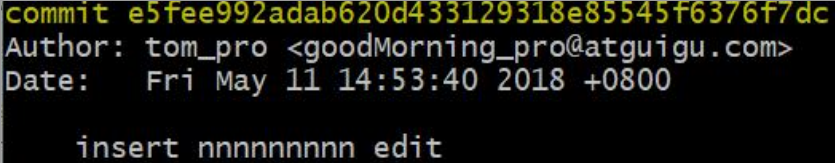 commit e5fee992adab620d433129318e85545f6376f7dc
Author: tom_pro <goodMorning_pro@atguigu.com>
Date:   Fri May 11 14:53:40 2018 +0800
insert nnnnnnnnn edit